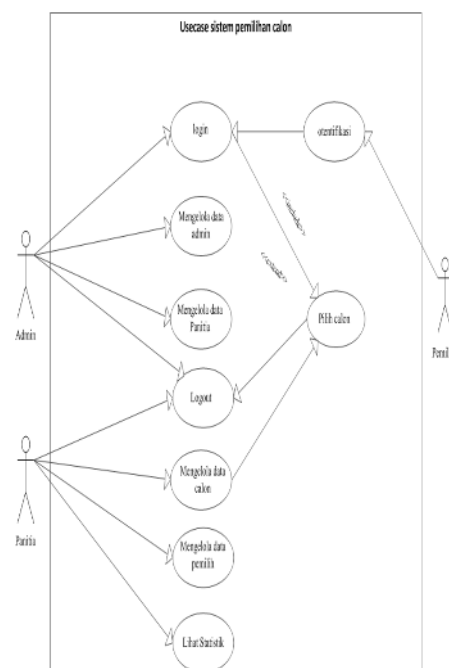 Usecase sistem pemilihan calon
login
otentifikasi
Mengelola data
admin
Mengelola data
Panitia
Pilih calon
Admin
Pemil
Logout
Mengelola data
calon
Panitia
Mengelola data
pemilih
Lihat Statistik